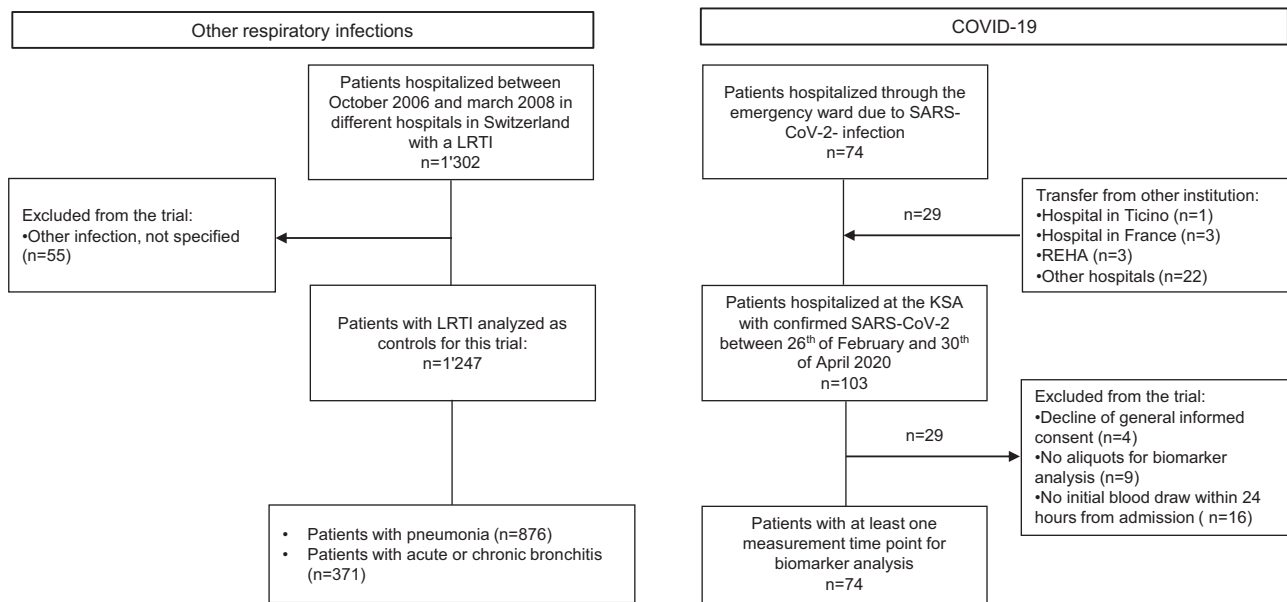 Other respiratory infections
Patients hospitalized between
October 2006 and march 2008 in
different hospitals in Switzerland
with a LRTI
n=1'302
Excluded from the trial:
•Other infection, not specified
(n=55)
Patients with LRTI analyzed as
controls for this trial:
n=1'247
• Patients with pneumonia (n=876)
• Patients with acute or chronic bronchitis
(n=371)
COVID-19
Patients hospitalized through the
emergency ward due to SARS-
CoV-2- infection
n=74
n=29
Transfer from other institution:
•Hospital in Ticino (n=1)
•Hospital in France (n=3)
•REHA (n=3)
•Other hospitals (n=22)
Patients hospitalized at the KSA
with confirmed SARS-CoV-2
between 26th of February and 30th
of April 2020
n=103
n=29
Excluded from the trial:
•Decline of general informed
consent (n=4)
•No aliquots for biomarker
analysis (n=9)
•No initial blood draw within 24
hours from admission ( n=16)
Patients with at least one
measurement time point for
biomarker analysis
n=74